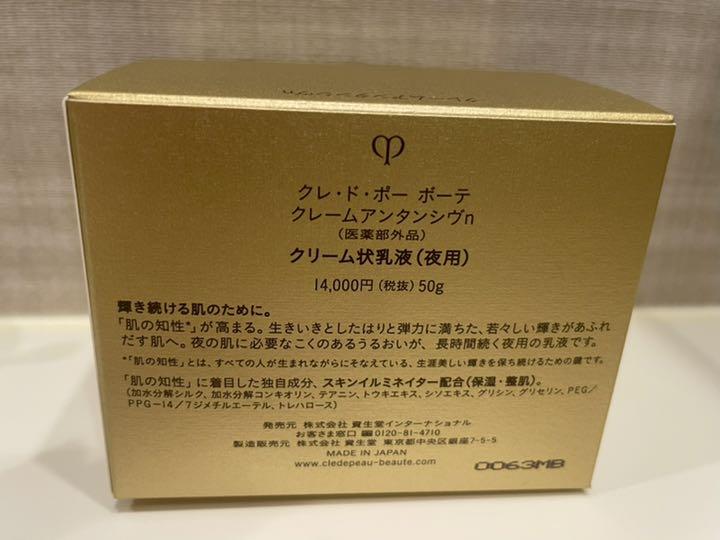 クレームアンタンシヴn
クレ・ド・ポー ボーテ
クレームアンタンシヴn
(医薬部外品)
クリーム状乳液(夜用)
14,000円(税抜)50g
輝き続ける肌のために。
「肌の知性*」が高まる。生きいきとしたはりと弾力に満ちた、若々しい輝きがあふれ
だす肌へ。夜の肌に必要なこくのあるうるおいが、長時間続く夜用の乳液です。
*「肌の知性」とは、すべての人が生まれながらにそなえている、生涯美しい輝きを保ち続けるための鍵です。
「肌の知性」に着目した独自成分、スキンイルミネイター配合(保湿・整肌)。
(加水分解シルク、加水分解コンキオリン、テアニン、トウキエキス、シソエキス、グリシン、グリセリン、PEG/
PPG-14/7ジメチルエーテル、トレハロース)
発売元 株式会社 資生堂インターナショナル
お客さま窓口 0120-81-4710
製造販売元 株式会社 資生堂 東京都中央区銀座7-5-5
MADE IN JAPAN
www.cledepeau-beaute.com
0063MB